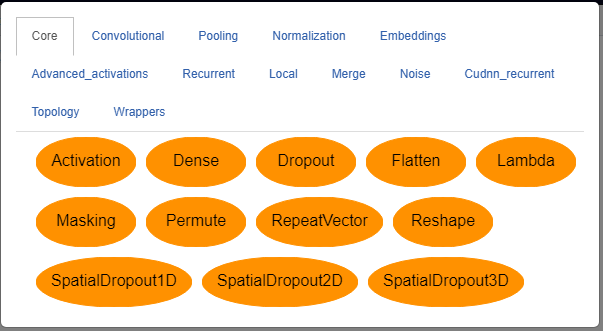 Core Convolutional Pooling Normalization Embeddings
Advanced_activations Recurrent Local Merge Noise Cudnn_recurrent
Topology Wrappers
Activation Dense Dropout Flatten Lambda
Masking Permute RepeatVector Reshape
SpatialDropout1D SpatialDropout2D SpatialDropout3D